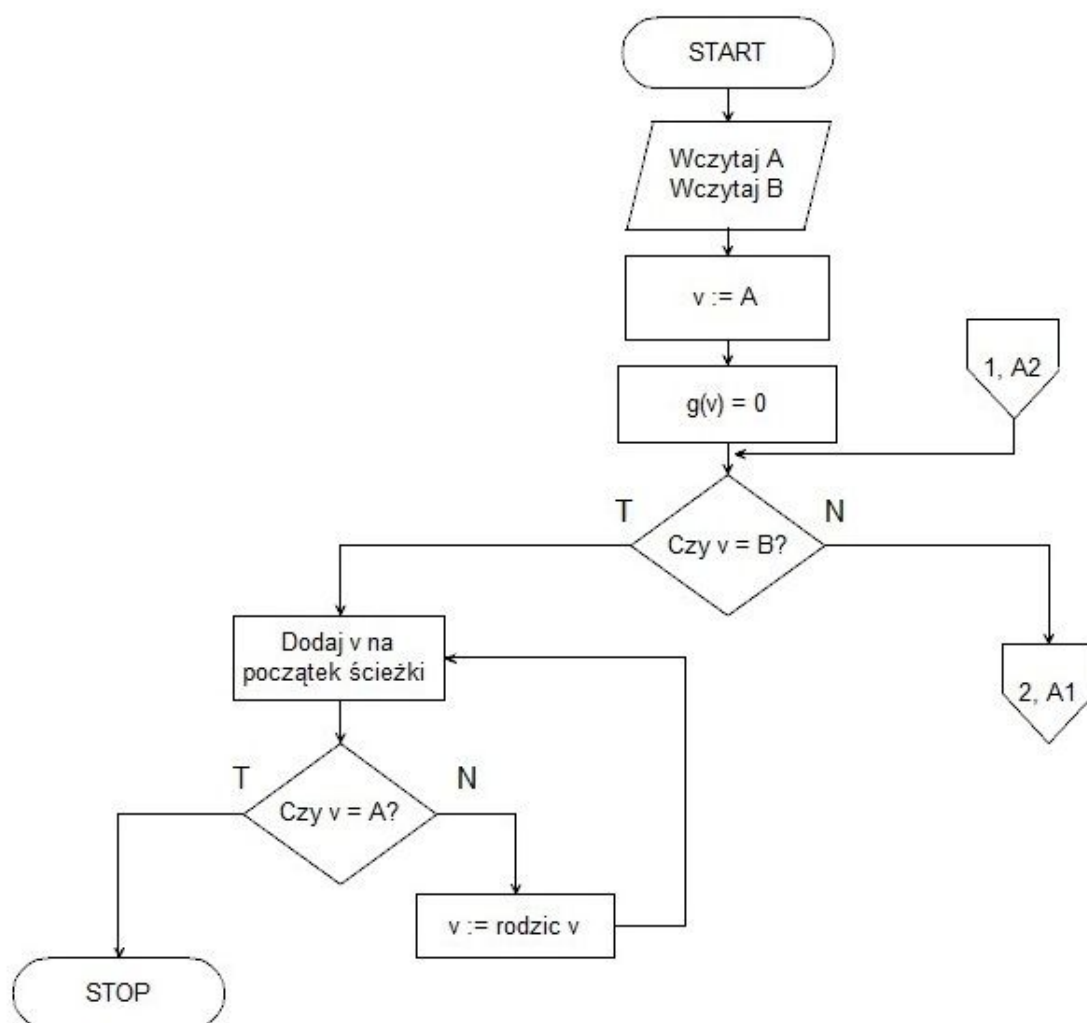 START
Wczytaj A
Wczytaj B
v := A
1, A2
g(v) = 0
T
N
Czy v = B?
Dodaj v na
początek ścieżki
2, A1
T
N
Czy v = A?
v := rodzic v
STOP